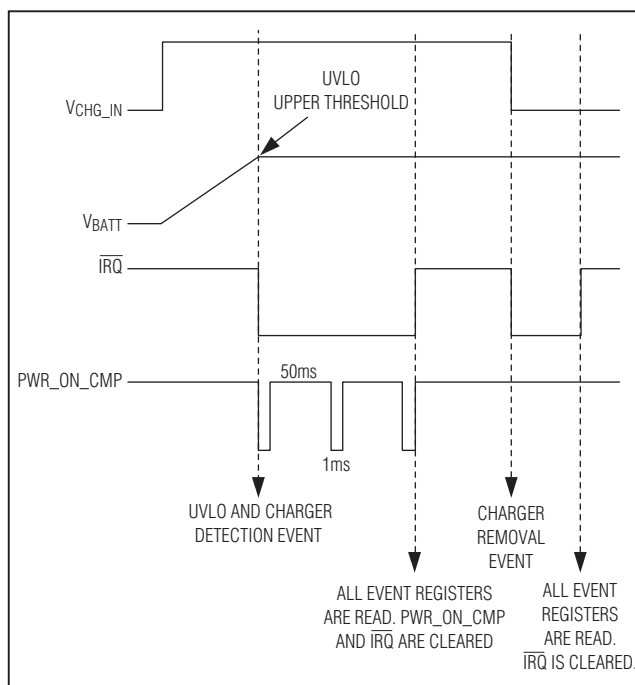 UVLO
UPPER THRESHOLD
VCHG_IN
VBATT
IRQ
PWR_ON_CMP
50ms
1ms
UVLO AND CHARGER
DETECTION EVENT
CHARGER
REMOVAL
EVENT
ALL EVENT REGISTERS
ARE READ. PWR_ON_CMP
AND IRQ ARE CLEARED
ALL EVENT
REGISTERS
ARE READ.
IRQ IS CLEARED.